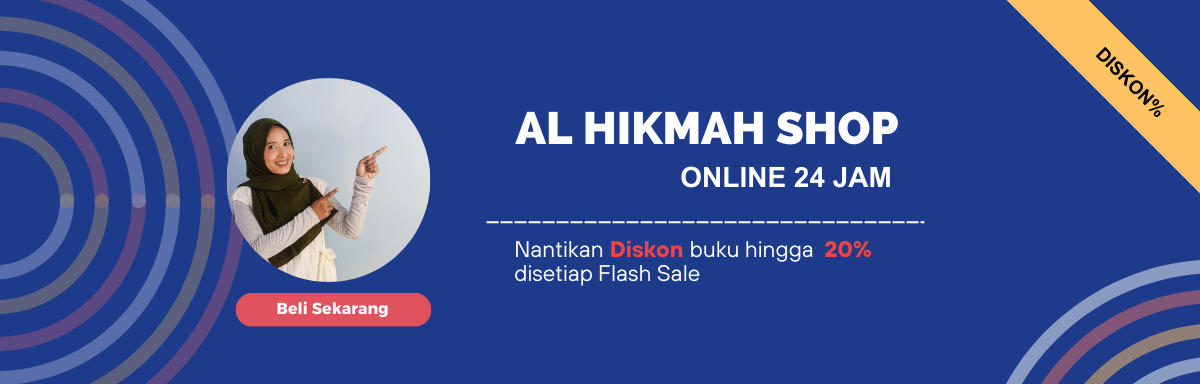 DISKON%
AL HIKMAH SHOP
ONLINE 24 JAM
Nantikan Diskon buku hingga 20%
disetiap Flash Sale
Beli Sekarang